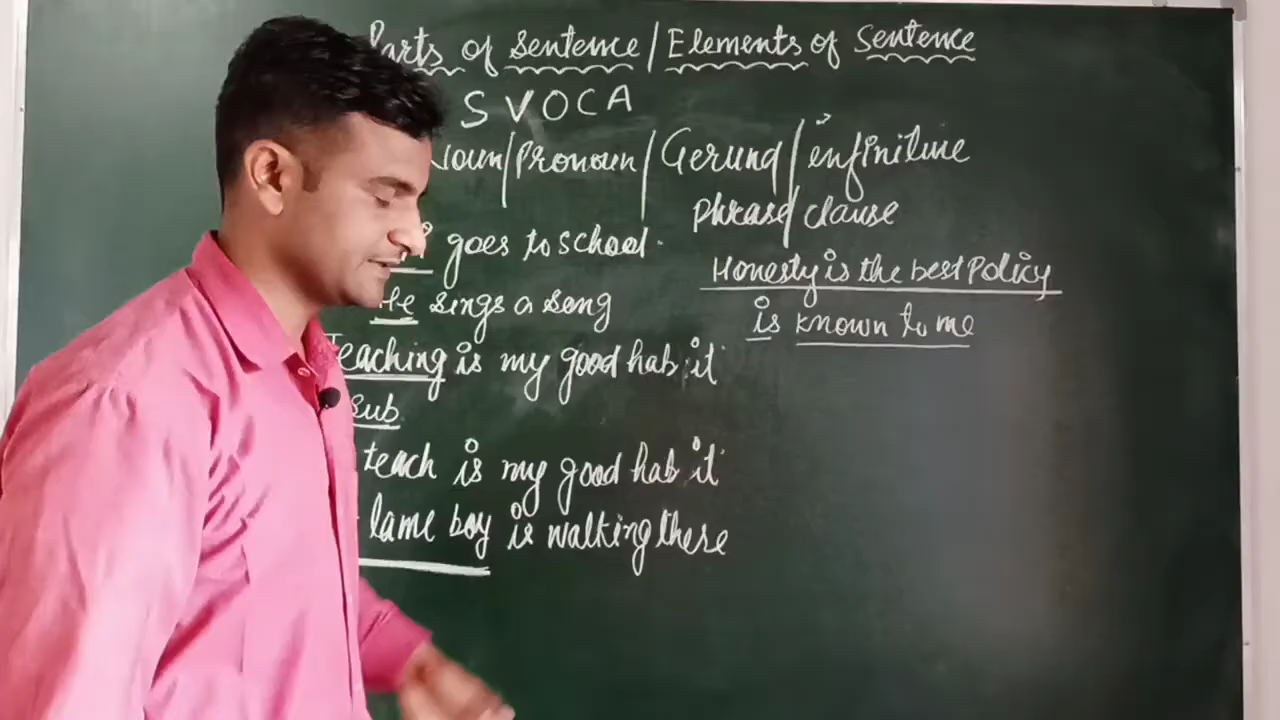 Parts of Sentence / Elements of Sentence
S V O C A
Noun/Pronoun/Gerund/infinitive
Phrase/clause
goes to school.
He sings a song
Teaching is my good habit
Sub
teach is my good habit
lame boy is walking there
Honesty is the best Policy
is known to me